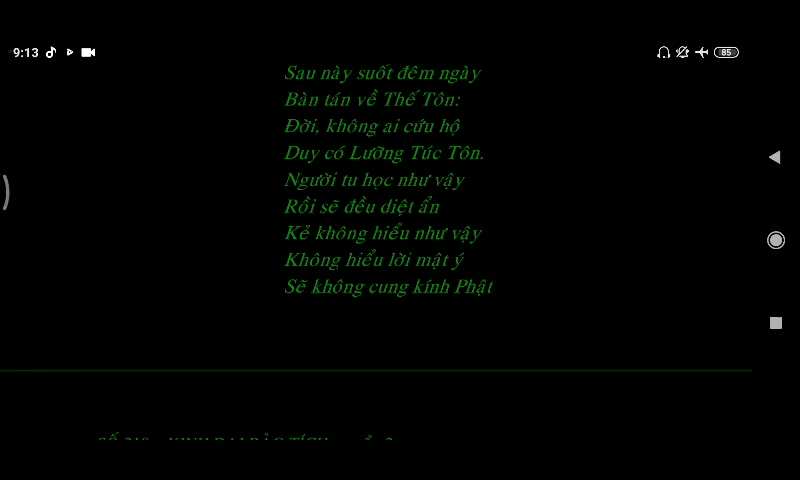 9:13
85
Sau này suốt đêm ngày
Bàn tán về Thế Tôn:
Đời, không ai cứu hộ
Duy có Lưỡng Túc Tôn.
Người tu học như vậy
Rồi sẽ đều diệt ẩn
Kẻ không hiểu như vậy
Không hiểu lời mật ý
Sẽ không cung kính Phật